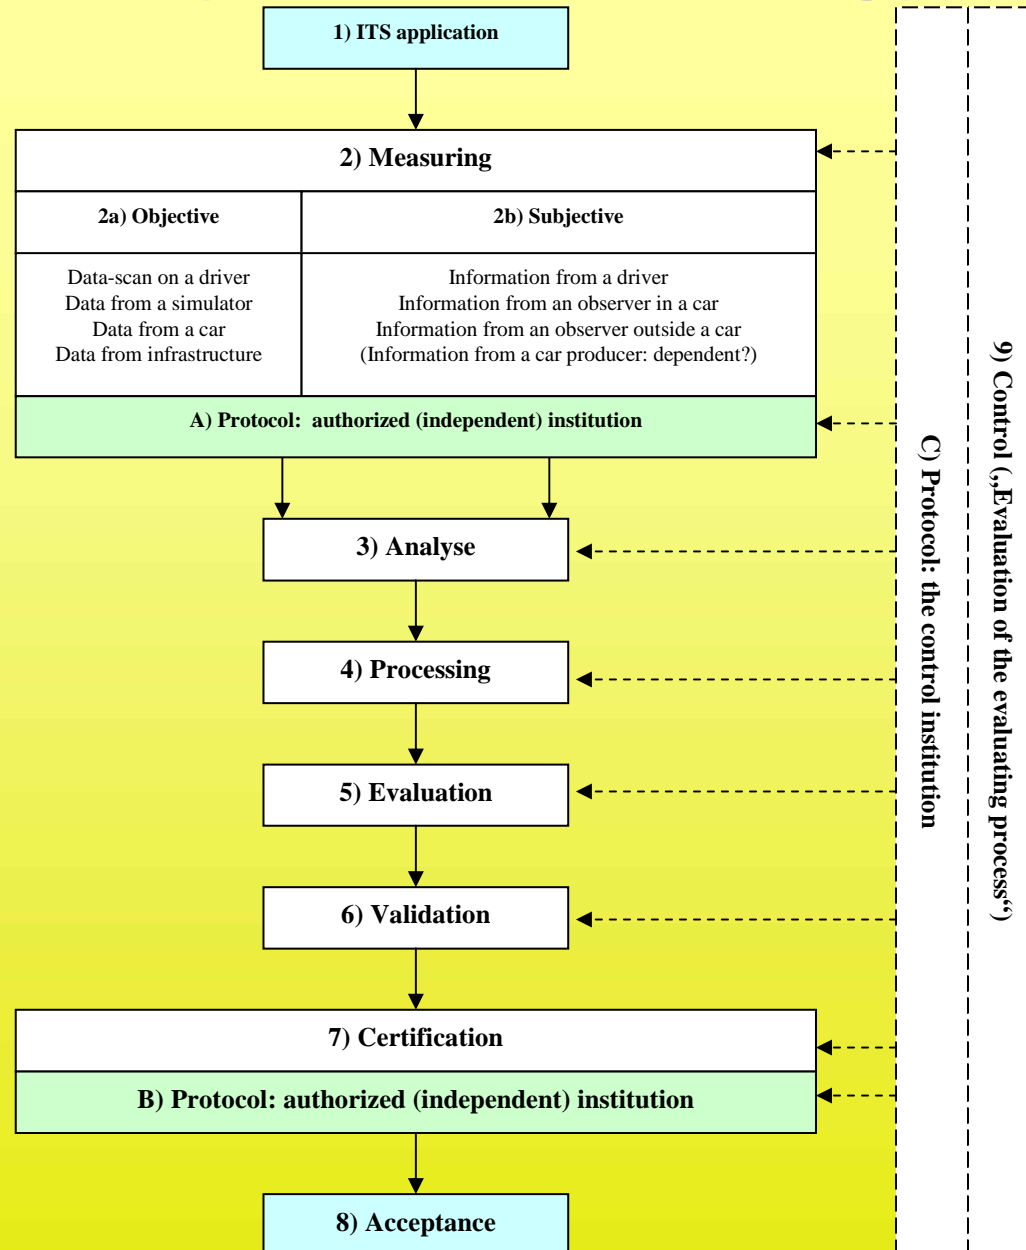 1) ITS application
2) Measuring
2a) Objective
2b) Subjective
Data-scan on a driver
Data from a simulator
Data from a car
Data from infrastructure
Information from a driver
Information from an observer in a car
Information from an observer outside a car
(Information from a car producer: dependent?)
A) Protocol:  authorized (independent) institution
3) Analyse
4) Processing
5) Evaluation
6) Validation
7) Certification
B) Protocol: authorized (independent) institution
8) Acceptance
C) Protocol: the control institution
9) Control („Evaluation of the evaluating process“)